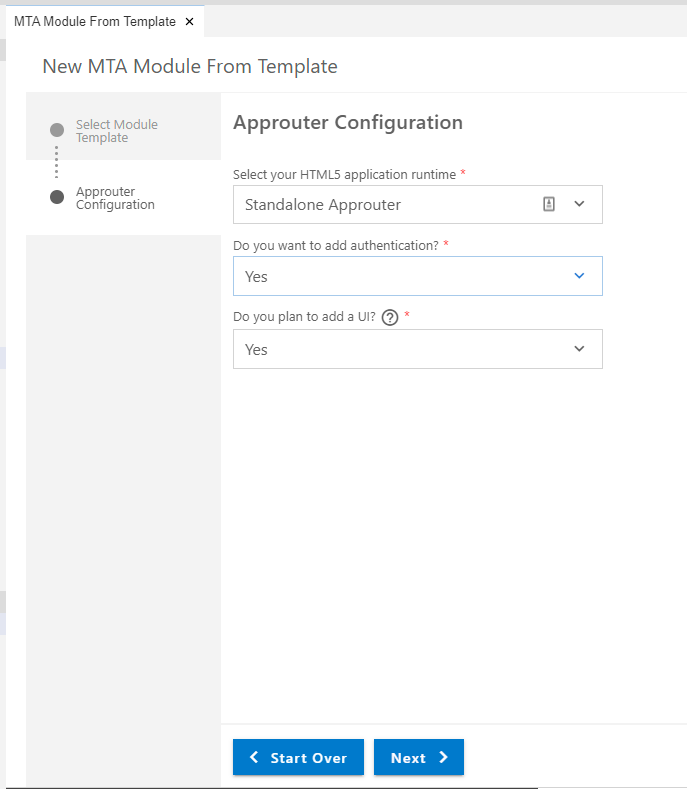 MTA Module From Template ×
New MTA Module From Template
Select Module
Template
Approuter
Configuration
Approuter Configuration
Select your HTML5 application runtime *
Standalone Approuter
Do you want to add authentication? *
Yes
Do you plan to add a UI? ? *
Yes
Start Over
Next